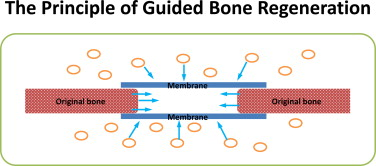 The Principle of Guided Bone Regeneration
Membrane
Original bone
Original bone
Membrane